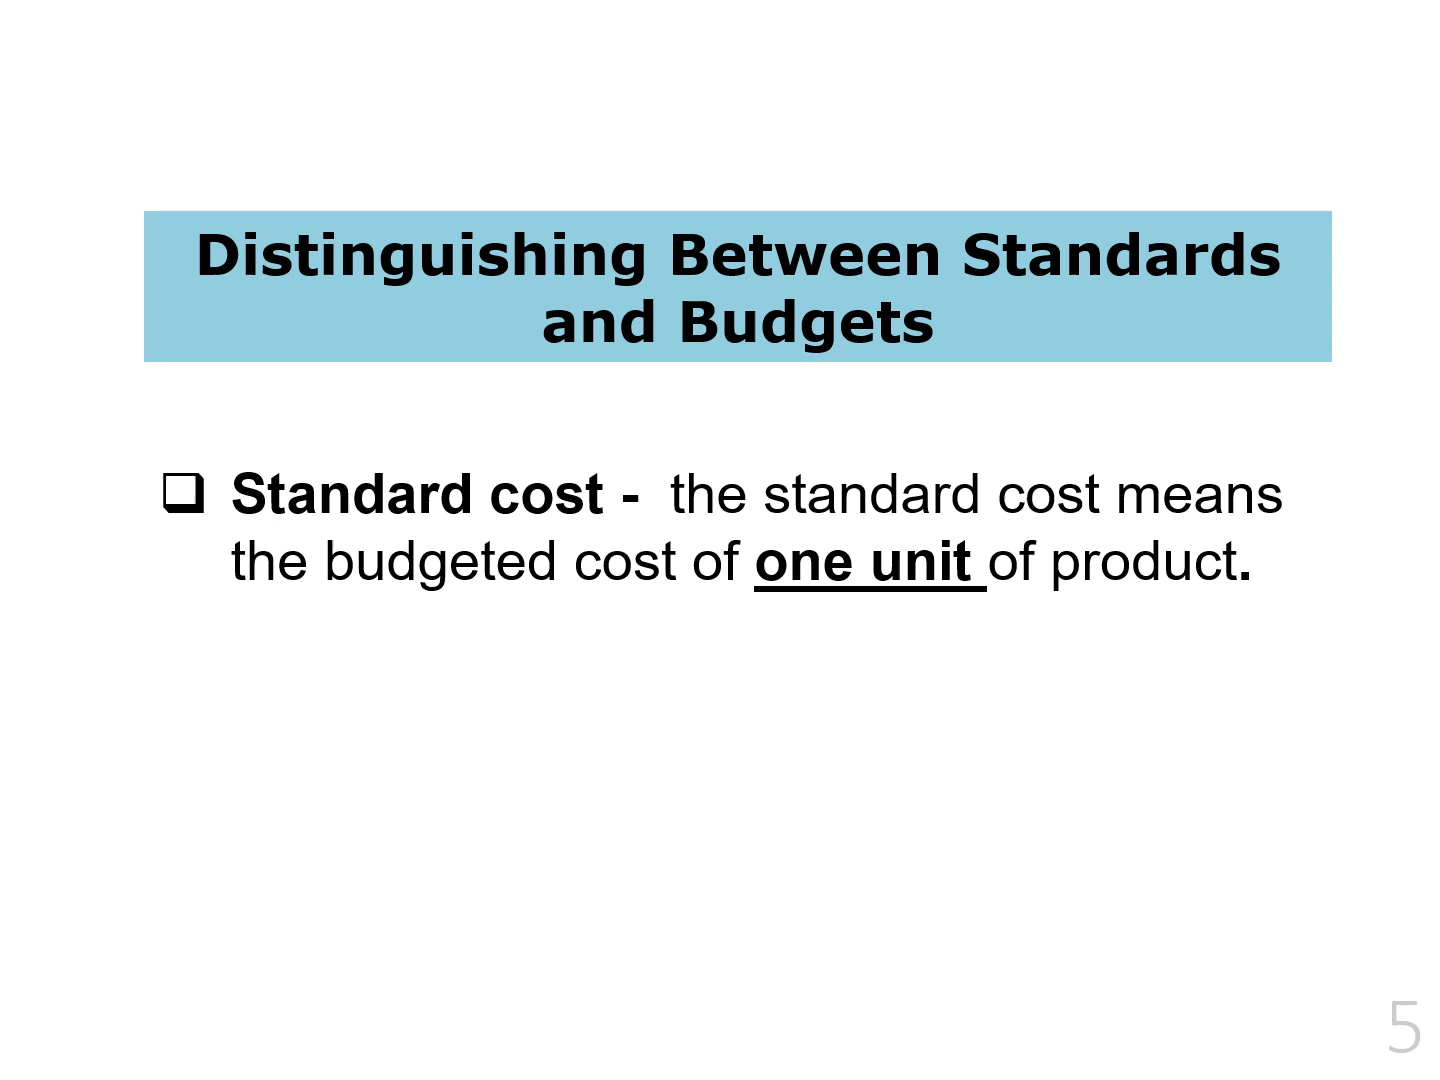 Distinguishing Between Standards
and Budgets
❑ Standard cost -  the standard cost means
the budgeted cost of one unit of product.
5